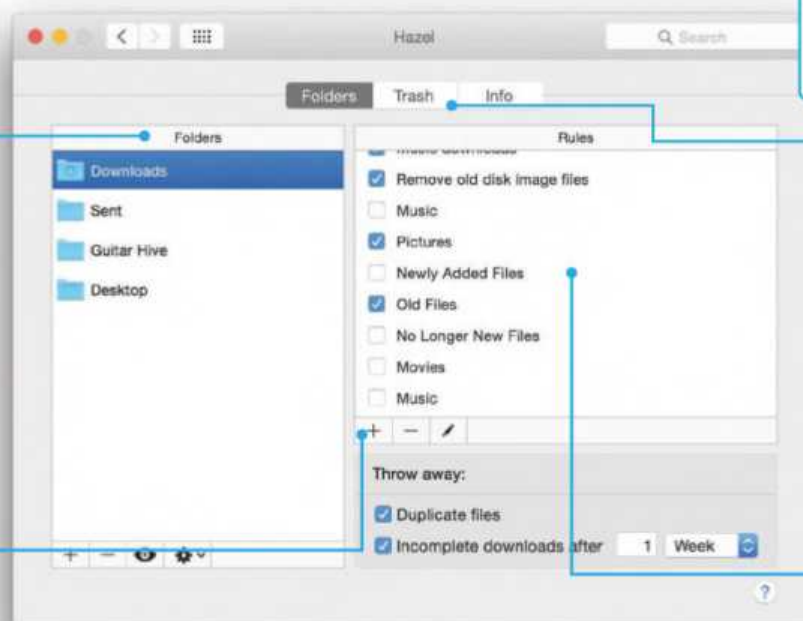 Hazel
Search
Folders Trash Info
Folders
Downloads
Sent
Guitar Hive
Desktop
Rules
Music downloads
Remove old disk image files
Music
Pictures
Newly Added Files
Old Files
No Longer New Files
Movies
Music
Throw away:
Duplicate files
Incomplete downloads after 1 Week
?